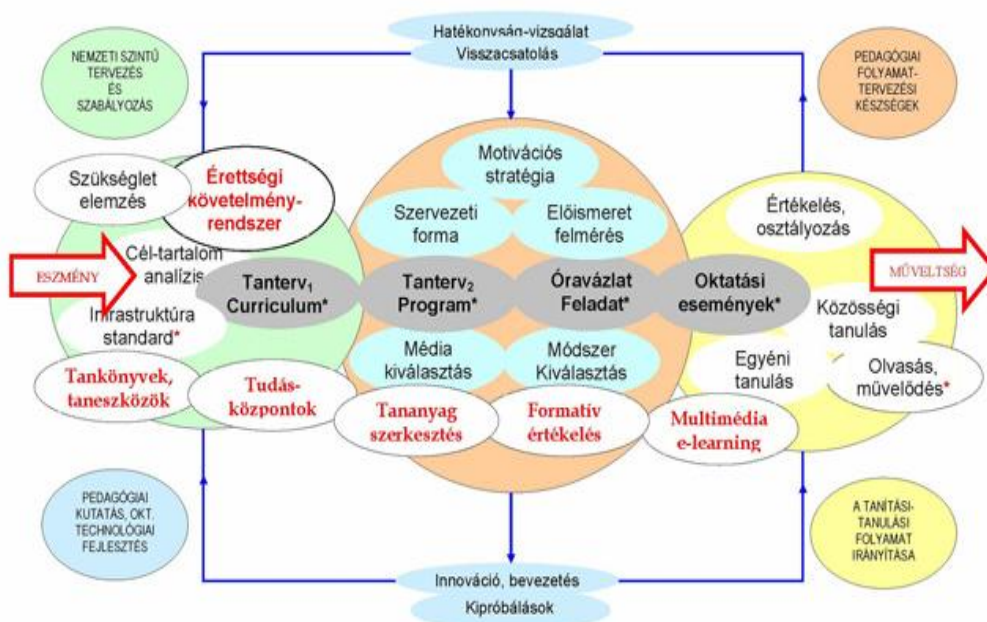 Hatékonyság-vizsgálat
Visszacsatolás
NEMZETI SZINTŰ
TERVEZÉS
ÉS
SZABÁLYOZÁS
PEDAGÓGIAI
FOLYAMAT-
TERVEZÉSI
KÉSZSÉGEK
Szükséglet
elemzés
Érettségi
követelmény-
rendszer
Motivációs
stratégia
Szervezeti
forma
Előismeret
felmérés
Értékelés,
osztályozás
ESZMÉNY
Cél-tartalom
analízis
Tanterv₁
Curriculum*
Tanterv₂
Program*
Óravázlat
Feladat*
Oktatási
események*
MŰVELTSÉG
Infrastruktúra
standard*
Közösségi
tanulás
Média
kiválasztás
Módszer
Kiválasztás
Egyéni
tanulás
Olvasás,
művelődés*
Tankönyvek,
taneszközök
Tudás-
központok
Tananyag
szerkesztés
Formatív
értékelés
Multimédia
e-learning
PEDAGÓGIAI
KUTATÁS, OKT.
TECHNOLÓGIAI
FEJLESZTÉS
A TANÍTÁSI-
TANULÁSI
FOLYAMAT
IRÁNYÍTÁSA
Innováció, bevezetés
Kipróbálások